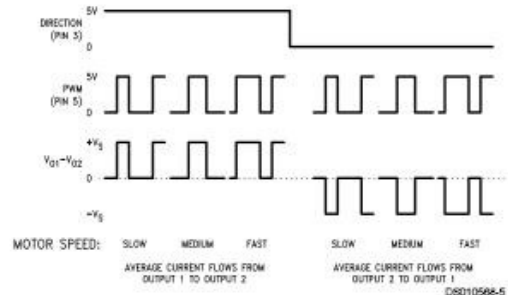 DIRECTION
(PIN 3)
5V
0
PWM
(PIN 5)
5V
0
V01-V02
+VS
0
-VS
MOTOR SPEED: SLOW MEDIUM FAST SLOW MEDIUM FAST
AVERAGE CURRENT FLOWS FROM
OUTPUT 1 TO OUTPUT 2
AVERAGE CURRENT FLOWS FROM
OUTPUT 2 TO OUTPUT 1
DS010568-5